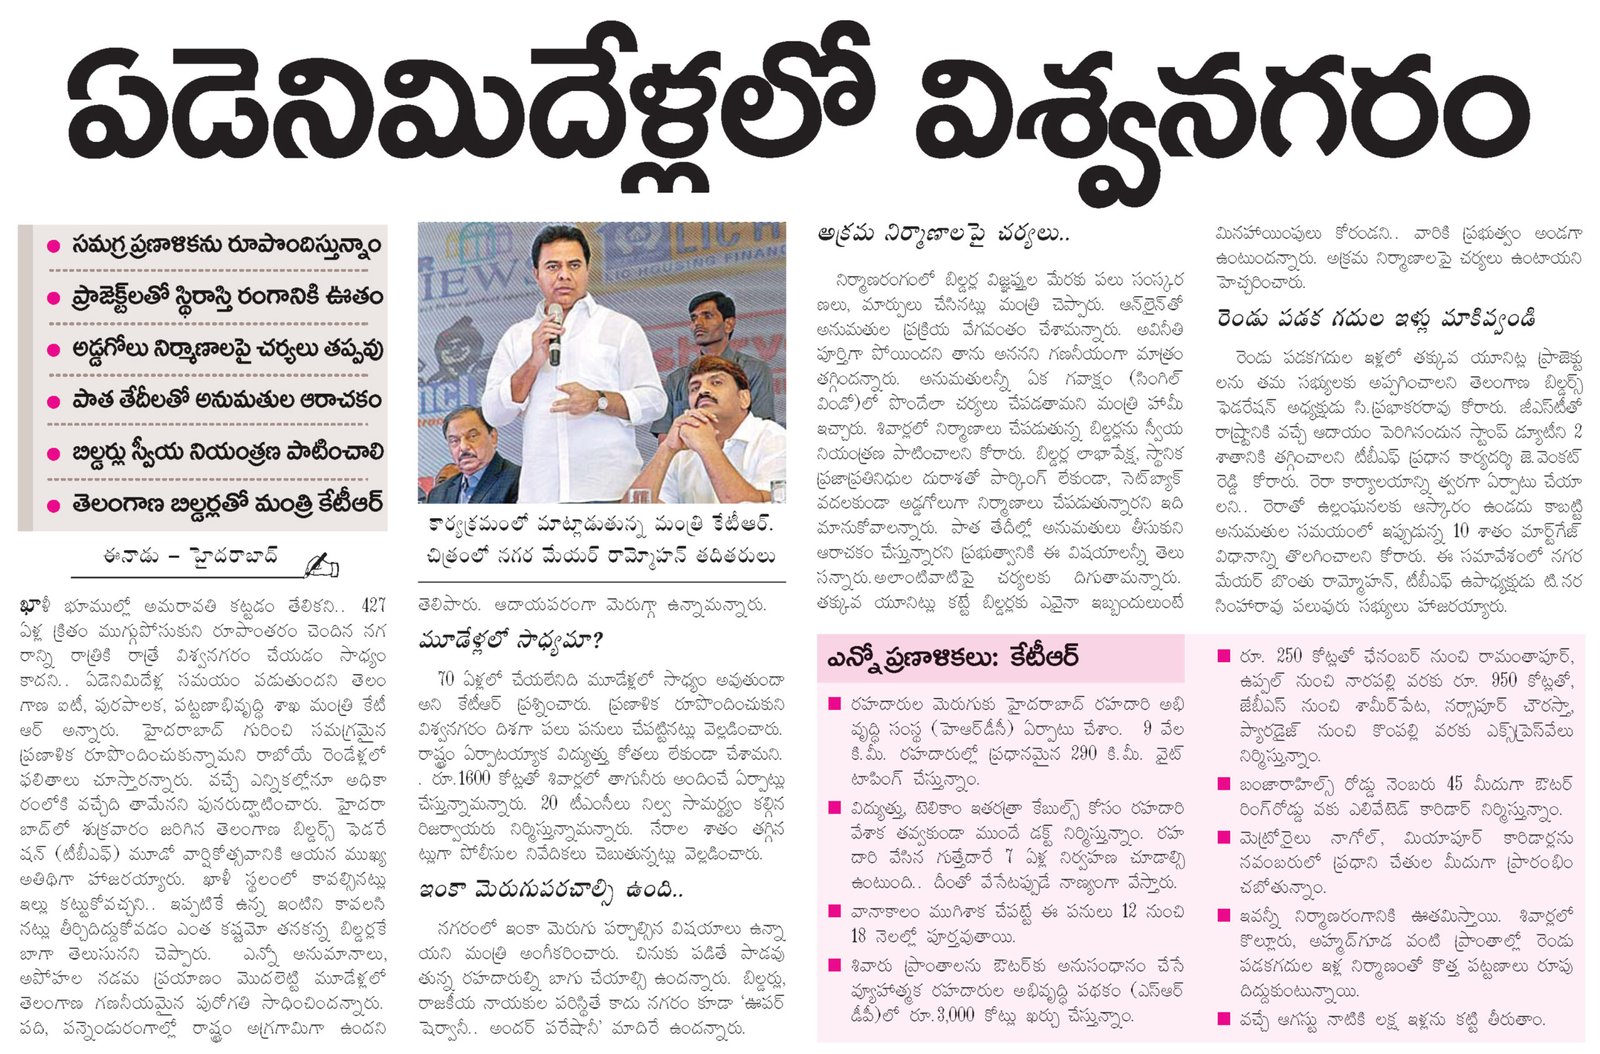 ఏడెనిమిదేళ్లలో విశ్వనగరం
సమగ్ర ప్రణాళికను రూపొందిస్తున్నాం
ప్రాజెక్ట్‌లతో స్థిరాస్తి రంగానికి ఊతం
అడ్డగోలు నిర్మాణాలపై చర్యలు తప్పవు
పాత తేదీలతో అనుమతుల ఆరాచకం
బిల్డర్లు స్వీయ నియంత్రణ పాటించాలి
తెలంగాణ బిల్డర్లతో మంత్రి కేటీఆర్
ఈనాడు - హైదరాబాద్
ఖాళీ భూముల్లో అమరావతి కట్టడం తేలికని.. 427
ఏళ్ల క్రితం ముగ్గుపోసుకుని రూపాంతరం చెందిన నగ
రాన్ని రాత్రికి రాత్రే విశ్వనగరం చేయడం సాధ్యం
కాదని.. ఏడెనిమిదేళ్ల సమయం పడుతుందని తెలం
గాణ ఐటీ, పురపాలక, పట్టణాభివృద్ధి శాఖ మంత్రి కేటీ
ఆర్ అన్నారు. హైదరాబాద్ గురించి సమగ్రమైన
ప్రణాళిక రూపొందించుకున్నామని రాబోయే రెండేళ్లలో
ఫలితాలు చూస్తారన్నారు. వచ్చే ఎన్నికల్లోనూ అధికా
రంలోకి వచ్చేది తామేనని పునరుద్ఘాటించారు. హైదరా
బాద్‌లో శుక్రవారం జరిగిన తెలంగాణ బిల్డర్స్ ఫెడరే
షన్ (టీబీఎఫ్) మూడో వార్షికోత్సవానికి ఆయన ముఖ్య
అతిథిగా హాజరయ్యారు. ఖాళీ స్థలంలో కావల్సినట్లు
ఇల్లు కట్టుకోవచ్చని.. ఇప్పటికే ఉన్న ఇంటిని కావలసి
నట్లు తీర్చిదిద్దుకోవడం ఎంత కష్టమో తనకన్న బిల్డర్లకే
బాగా తెలుసునని చెప్పారు. ఎన్నో అనుమానాలు,
అపోహల నడమ ప్రయాణం మొదలెట్టి మూడేళ్లలో
తెలంగాణ గణనీయమైన పురోగతి సాధించిందన్నారు.
పది, పన్నెండురంగాల్లో రాష్ట్రం అగ్రగామిగా ఉందని
LIC H
VIEWS
LIC HOUSING FINANC
కార్యక్రమంలో మాట్లాడుతున్న మంత్రి కేటీఆర్.
చిత్రంలో నగర మేయర్ రామ్మోహన్ తదితరులు
తెలిపారు. ఆదాయపరంగా మెరుగ్గా ఉన్నామన్నారు.
మూడేళ్లలో సాధ్యమా?
70 ఏళ్లలో చేయలేనిది మూడేళ్లలో సాధ్యం అవుతుందా
అని కేటీఆర్ ప్రశ్నించారు. ప్రణాళిక రూపొందించుకుని
విశ్వనగరం దిశగా పలు పనులు చేపట్టినట్లు వెల్లడించారు.
రాష్ట్రం ఏర్పాటయ్యాక విద్యుత్తు కోతలు లేకుండా చేశామని.
. రూ.1600 కోట్లతో శివార్లలో తాగునీరు అందించే ఏర్పాట్లు
చేస్తున్నామన్నారు. 20 టీఎంసీలు నిల్వ సామర్థ్యం కల్గిన
రిజర్వాయరు నిర్మిస్తున్నామన్నారు. నేరాల శాతం తగ్గిన
ట్లుగా పోలీసుల నివేదికలు చెబుతున్నట్లు వెల్లడించారు.
ఇంకా మెరుగుపరచాల్సి ఉంది..
నగరంలో ఇంకా మెరుగు పర్చాల్సిన విషయాలు ఉన్నా
యని మంత్రి అంగీకరించారు. చినుకు పడితే పాడవు
తున్న రహదారుల్ని బాగు చేయాల్సి ఉందన్నారు. బిల్డర్లు,
రాజకీయ నాయకుల పరిస్థితే కాదు నగరం కూడా ‘ఊపర్
షెర్వానీ.. అందర్ పరేషానీ’ మాదిరే ఉందన్నారు.
అక్రమ నిర్మాణాలపై చర్యలు..
నిర్మాణరంగంలో బిల్డర్ల విజ్ఞప్తుల మేరకు పలు సంస్కర
ణలు, మార్పులు చేసినట్లు మంత్రి చెప్పారు. ఆన్‌లైన్‌తో
అనుమతుల ప్రక్రియ వేగవంతం చేశామన్నారు. అవినీతి
పూర్తిగా పోయిందని తాను అననని గణనీయంగా మాత్రం
తగ్గిందన్నారు. అనుమతులన్నీ ఏక గవాక్షం (సింగిల్
విండో)లో పొందేలా చర్యలు చేపడతామని మంత్రి హామీ
ఇచ్చారు. శివార్లలో నిర్మాణాలు చేపడుతున్న బిల్డర్లను స్వీయ
నియంత్రణ పాటించాలని కోరారు. బిల్డర్ల లాభాపేక్ష, స్థానిక
ప్రజాప్రతినిధుల దురాశతో పార్కింగ్ లేకుండా, సెట్‌బ్యాక్
వదలకుండా అడ్డగోలుగా నిర్మాణాలు చేపడుతున్నారని ఇది
మానుకోవాలన్నారు. పాత తేదీల్లో అనుమతులు తీసుకుని
ఆరాచకం చేస్తున్నారని ప్రభుత్వానికి ఈ విషయాలన్నీ తెలు
సన్నారు.అలాంటివాటిపై చర్యలకు దిగుతామన్నారు.
తక్కువ యూనిట్లు కట్టే బిల్డర్లకు ఎవైనా ఇబ్బందులుంటే
మినహాయింపులు కోరండని.. వారికి ప్రభుత్వం అండగా
ఉంటుందన్నారు. అక్రమ నిర్మాణాలపై చర్యలు ఉంటాయని
హెచ్చరించారు.
రెండు పడక గదుల ఇళ్లు మాకివ్వండి
రెండు పడకగదుల ఇళ్లలో తక్కువ యూనిట్ల ప్రాజెక్టు
లను తమ సభ్యులకు అప్పగించాలని తెలంగాణ బిల్డర్స్
ఫెడరేషన్ అధ్యక్షుడు సి.ప్రభాకరరావు కోరారు. జీఎస్‌టీతో
రాష్ట్రానికి వచ్చే ఆదాయం పెరిగినందున స్టాంప్ డ్యూటీని 2
శాతానికి తగ్గించాలని టీబీఎఫ్ ప్రధాన కార్యదర్శి జె.వెంకట్
రెడ్డి కోరారు. రెరా కార్యాలయాన్ని త్వరగా ఏర్పాటు చేయా
లని.. రెరాతో ఉల్లంఘనలకు ఆస్కారం ఉండదు కాబట్టి
అనుమతుల సమయంలో ఇప్పుడున్న 10 శాతం మార్ట్‌గేజ్
విధానాన్ని తొలగించాలని కోరారు. ఈ సమావేశంలో నగర
మేయర్ బొంతు రామ్మోహన్, టీబీఎఫ్ ఉపాధ్యక్షుడు టి.నర
సింహారావు పలువురు సభ్యులు హాజరయ్యారు.
ఎన్నో ప్రణాళికలు: కేటీఆర్
రహదారుల మెరుగుకు హైదరాబాద్ రహదారి అభి
వృద్ధి సంస్థ (హెఆర్‌డీసీ) ఏర్పాటు చేశాం. 9 వేల
కి.మీ. రహదారుల్లో ప్రధానమైన 290 కి.మీ. వైట్
టాపింగ్ చేస్తున్నాం.
విద్యుత్తు, టెలికాం ఇతరత్రా కేబుల్స్ కోసం రహదారి
వేశాక తవ్వకుండా ముందే డక్ట్ నిర్మిస్తున్నాం. రహ
దారి వేసిన గుత్తేదారే 7 ఏళ్ల నిర్వహణ చూడాల్సి
ఉంటుంది.. దీంతో వేసేటప్పుడే నాణ్యంగా వేస్తారు.
వానాకాలం ముగిశాక చేపట్టే ఈ పనులు 12 నుంచి
18 నెలల్లో పూర్తవుతాయి.
శివారు ప్రాంతాలను ఔటర్‌కు అనుసంధానం చేసే
వ్యూహాత్మక రహదారుల అభివృద్ధి పథకం (ఎస్ఆర్
డీపీ)లో రూ.3,000 కోట్లు ఖర్చు చేస్తున్నాం.
రూ. 250 కోట్లతో ఛేనంబర్ నుంచి రామంతాపూర్,
ఉప్పల్ నుంచి నారపల్లి వరకు రూ. 950 కోట్లతో,
జేబీఎస్ నుంచి శామీర్‌పేట, నర్సాపూర్ చౌరస్తా,
ప్యారడైజ్ నుంచి కొంపల్లి వరకు ఎక్స్‌ప్రెస్‌వేలు
నిర్మిస్తున్నాం.
బంజారాహిల్స్ రోడ్డు నెంబరు 45 మీదుగా ఔటర్
రింగ్‌రోడ్డు వకు ఎలివేటెడ్ కారిడార్ నిర్మిస్తున్నాం.
మెట్రోరైలు నాగోల్, మియాపూర్ కారిడార్లను
నవంబరులో ప్రధాని చేతుల మీదుగా ప్రారంభిం
చబోతున్నాం.
ఇవన్నీ నిర్మాణరంగానికి ఊతమిస్తాయి. శివార్లలో
కొల్లూరు, అహ్మద్‌గూడ వంటి ప్రాంతాల్లో రెండు
పడకగదుల ఇళ్ల నిర్మాణంతో కొత్త పట్టణాలు రూపు
దిద్దుకుంటున్నాయి.
వచ్చే ఆగస్టు నాటికి లక్ష ఇళ్లను కట్టి తీరుతాం.